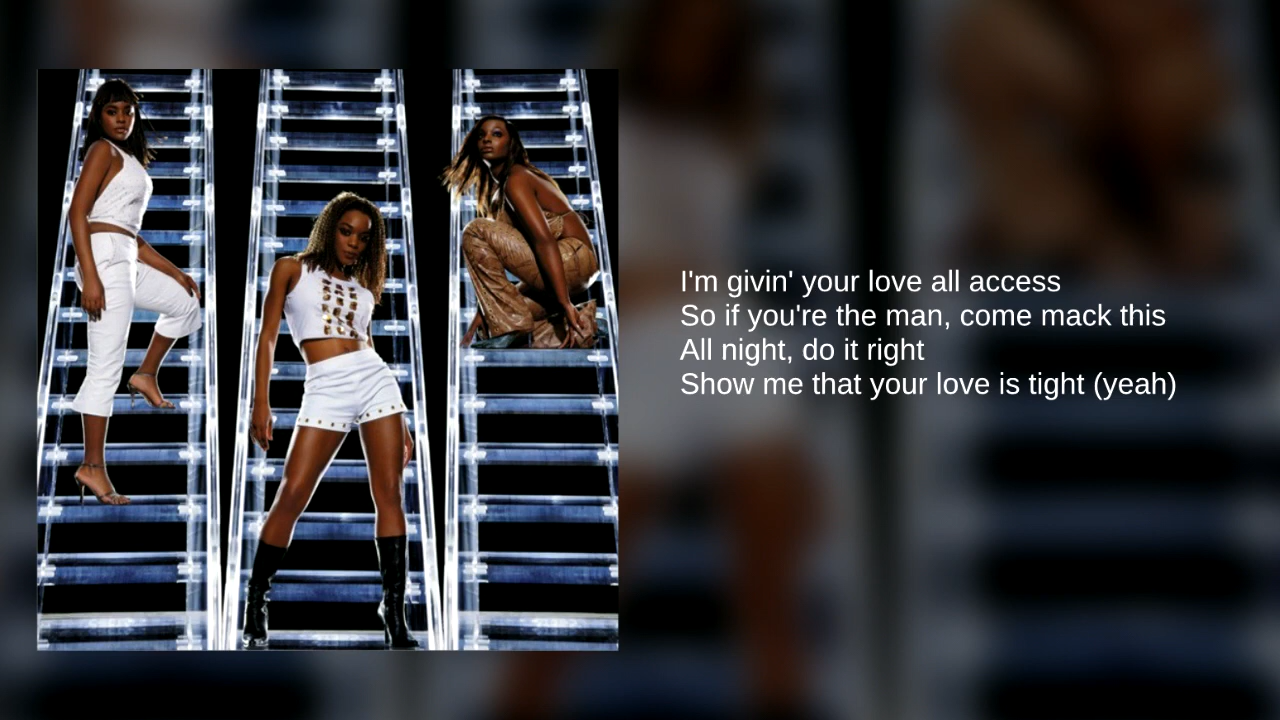 I'm givin' your love all access
So if you're the man, come mack this
All night, do it right
Show me that your love is tight (yeah)